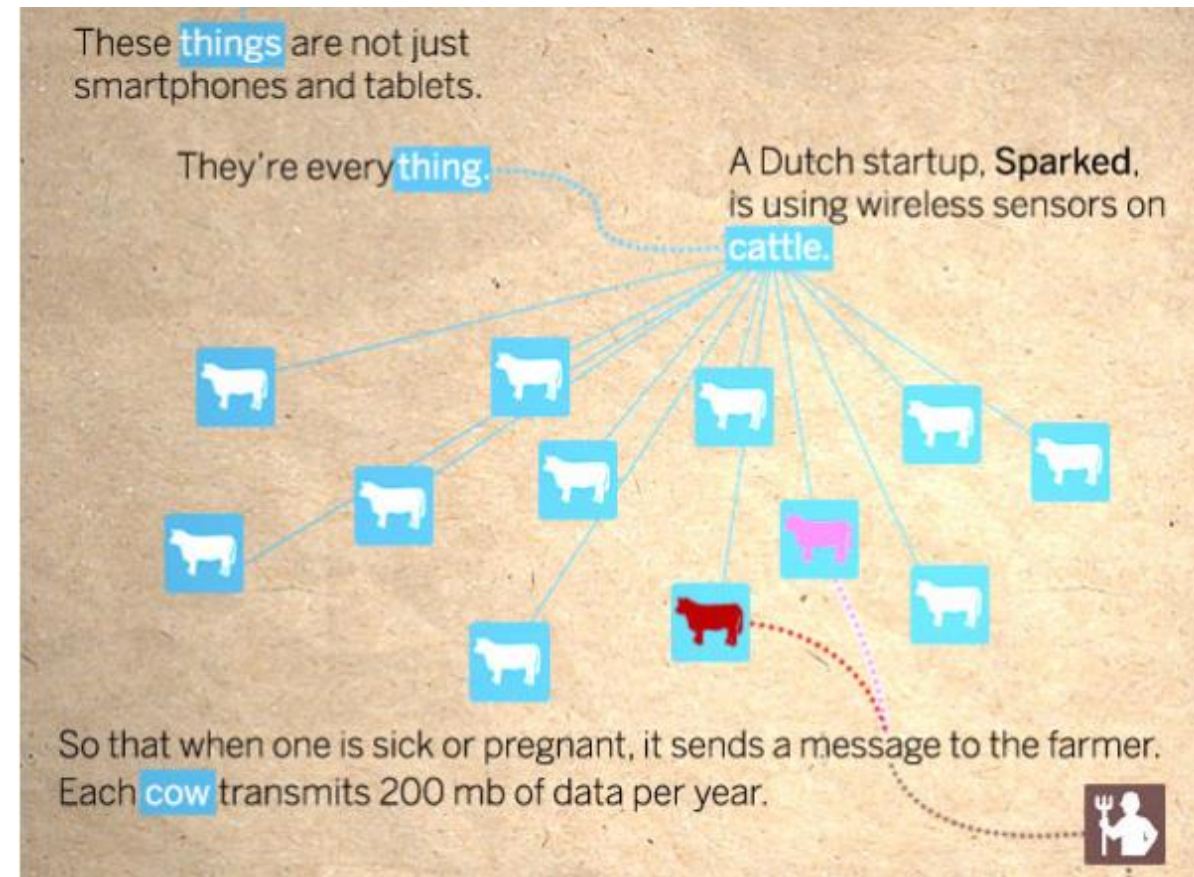 These things are not just
smartphones and tablets.
They're everything.
A Dutch startup, Sparked,
is using wireless sensors on
cattle.
So that when one is sick or pregnant, it sends a message to the farmer.
Each cow transmits 200 mb of data per year.